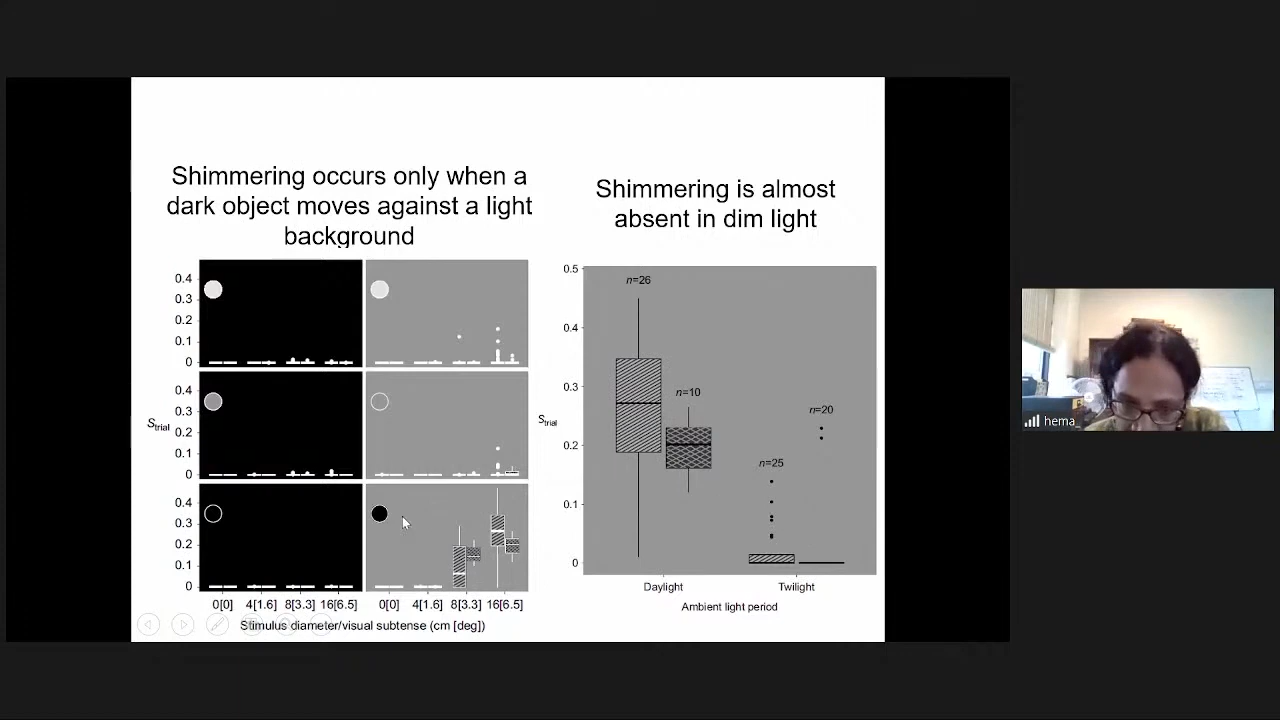 Shimmering occurs only when a
dark object moves against a light
background
Shimmering is almost
absent in dim light
0.4
0.3
0.2
0.1
0
0.4
0.3
0.2
0.1
0
0.4
0.3
0.2
0.1
0
Strial
0[0] 4[1.6] 8[3.3] 16[6.5] 0[0] 4[1.6] 8[3.3] 16[6.5]
Stimulus diameter/visual subtense (cm [deg])
0.5
0.4
0.3
0.2
0.1
0
Strial
n=26
n=10
n=25
n=20
Daylight Twilight
Ambient light period
hema_